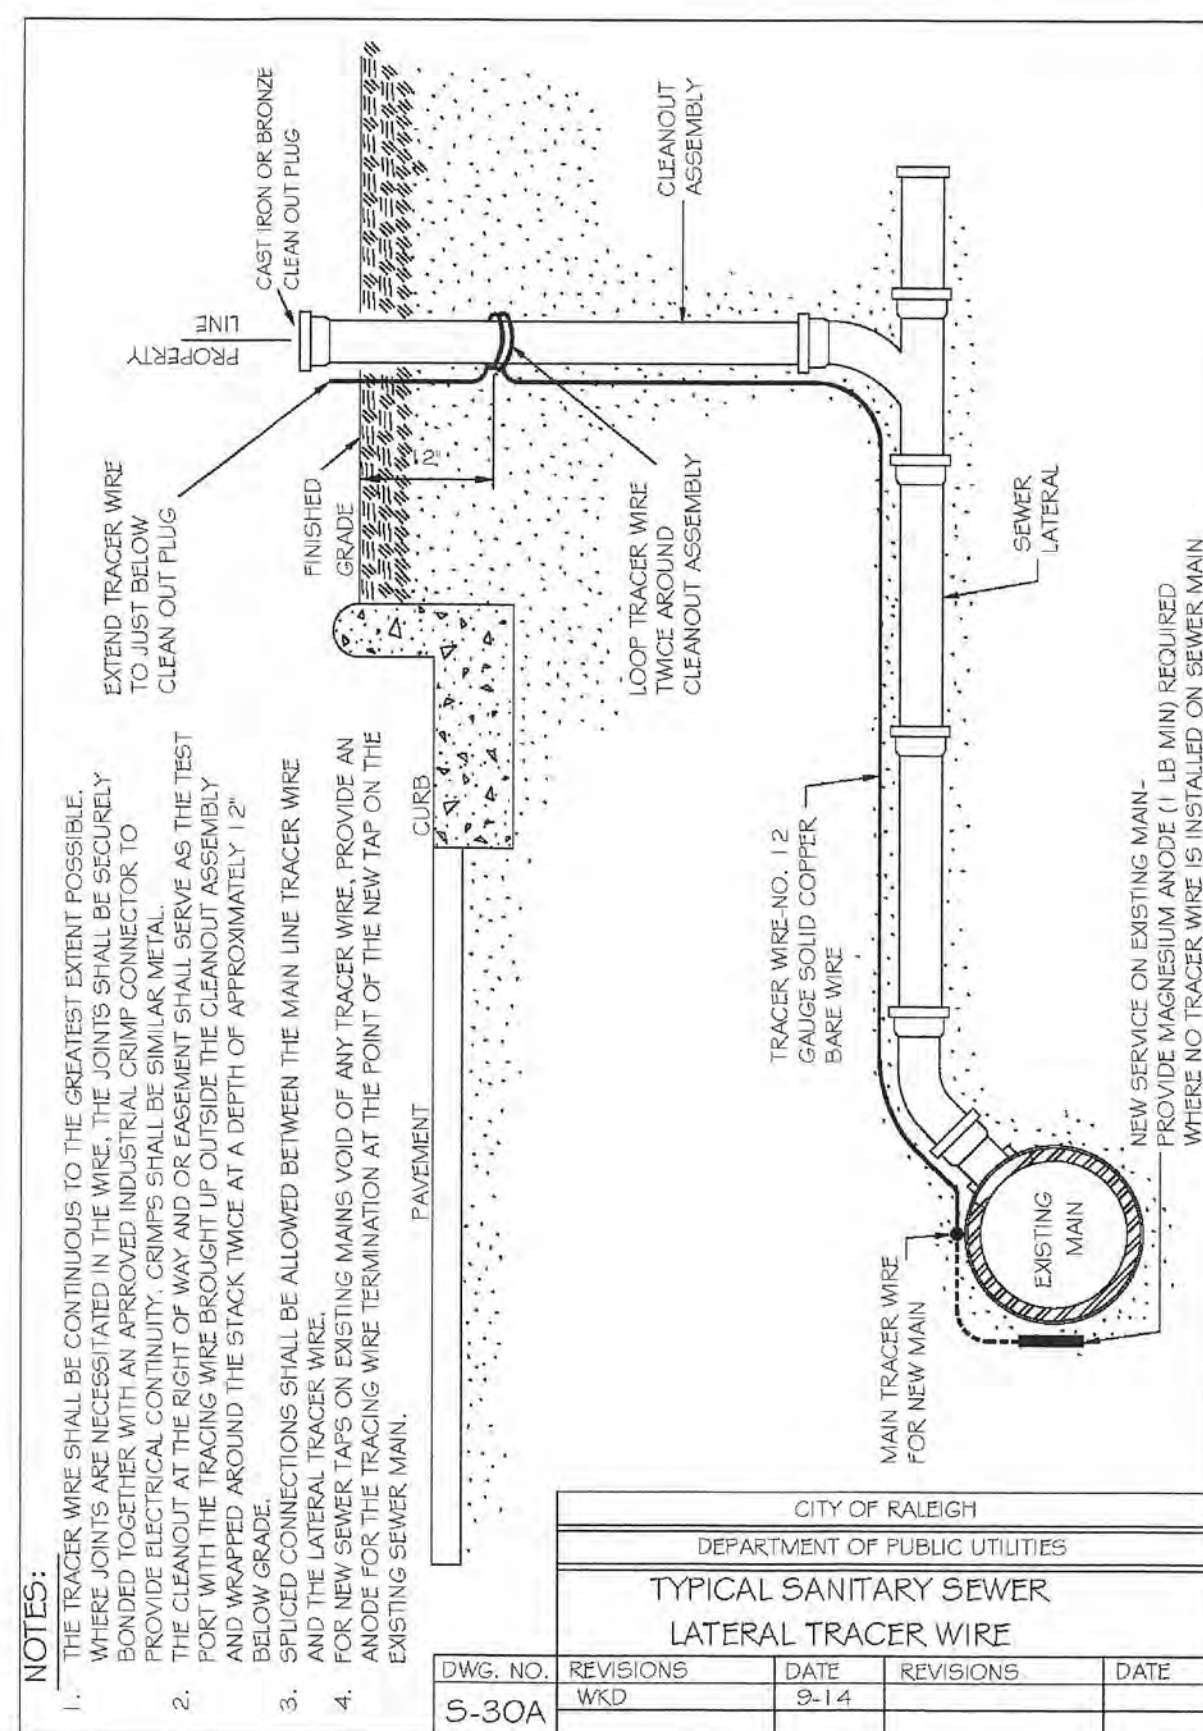 NOTES:
1. THE TRACER WIRE SHALL BE CONTINUOUS TO THE GREATEST EXTENT POSSIBLE.
WHERE JOINTS ARE NECESSITATED IN THE WIRE, THE JOINTS SHALL BE SECURELY
BONDED TOGETHER WITH AN APRROVED INDUSTRIAL CRIMP CONNECTOR TO
PROVIDE ELECTRICAL CONTINUITY. CRIMPS SHALL BE SIMILAR METAL.
2. THE CLEANOUT AT THE RIGHT OF WAY AND OR EASEMENT SHALL SERVE AS THE TEST
PORT WITH THE TRACING WIRE BROUGHT UP OUTSIDE THE CLEANOUT ASSEMBLY
AND WRAPPED AROUND THE STACK TWICE AT A DEPTH OF APPROXIMATELY 12"
BELOW GRADE.
3. SPLICED CONNECTIONS SHALL BE ALLOWED BETWEEN THE MAIN LINE TRACER WIRE
AND THE LATERAL TRACER WIRE.
4. FOR NEW SEWER TAPS ON EXISTING MAINS VOID OF ANY TRACER WIRE, PROVIDE AN
ANODE FOR THE TRACING WIRE TERMINATION AT THE POINT OF THE NEW TAP ON THE
EXISTING SEWER MAIN.
EXTEND TRACER WIRE
TO JUST BELOW
CLEAN OUT PLUG
PROPERTY
LINE
CAST IRON OR BRONZE
CLEAN OUT PLUG
FINISHED
GRADE
12"
CURB
PAVEMENT
CLEANOUT
ASSEMBLY
LOOP TRACER WIRE
TWICE AROUND
CLEANOUT ASSEMBLY
TRACER WIRE-NO. 12
GAUGE SOLID COPPER
BARE WIRE
SEWER
LATERAL
MAIN TRACER WIRE
FOR NEW MAIN
EXISTING
MAIN
NEW SERVICE ON EXISTING MAIN-
PROVIDE MAGNESIUM ANODE (1 LB MIN) REQUIRED
WHERE NO TRACER WIRE IS INSTALLED ON SEWER MAIN
CITY OF RALEIGH
DEPARTMENT OF PUBLIC UTILITIES
TYPICAL SANITARY SEWER
LATERAL TRACER WIRE
DWG. NO. REVISIONS DATE REVISIONS DATE
S-30A WKD 9-14